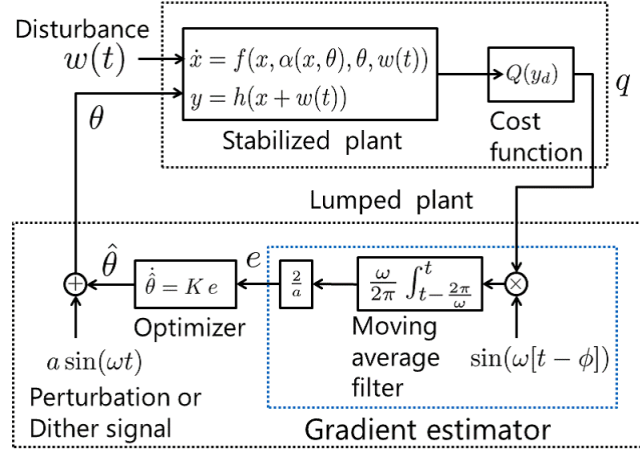 Disturbance
w(t)
ẋ = f(x, α(x, θ), θ, w(t))
y = h(x + w(t))
Q(y_d)
q
θ
Stabilized plant
Cost
function
Lumped plant
θ̂
e
+
θ̂̇ = K e
2/a
ω/2π ∫_{t−2π/ω}^{t}
×
Optimizer
Moving
average
filter
a sin(ωt)
sin(ω[t − ϕ])
Perturbation or
Dither signal
Gradient estimator